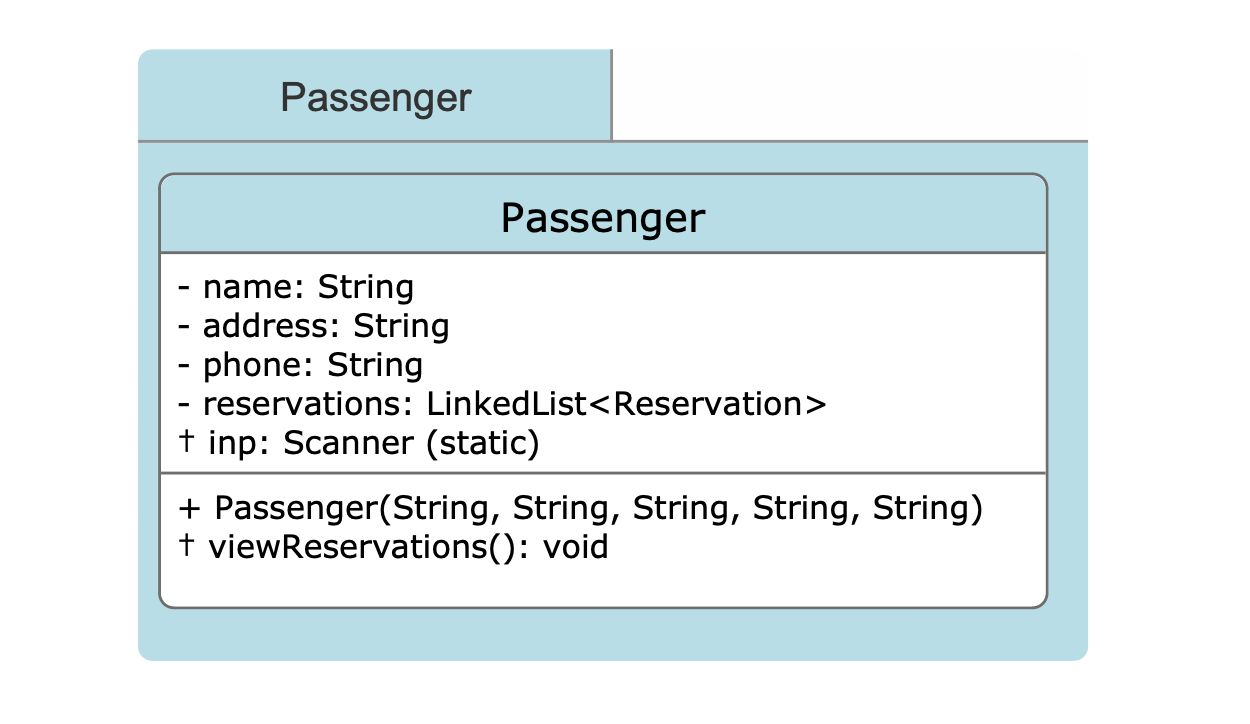 Passenger
Passenger
- name: String
- address: String
- phone: String
- reservations: LinkedList<Reservation>
† inp: Scanner (static)
+ Passenger(String, String, String, String, String)
† viewReservations(): void